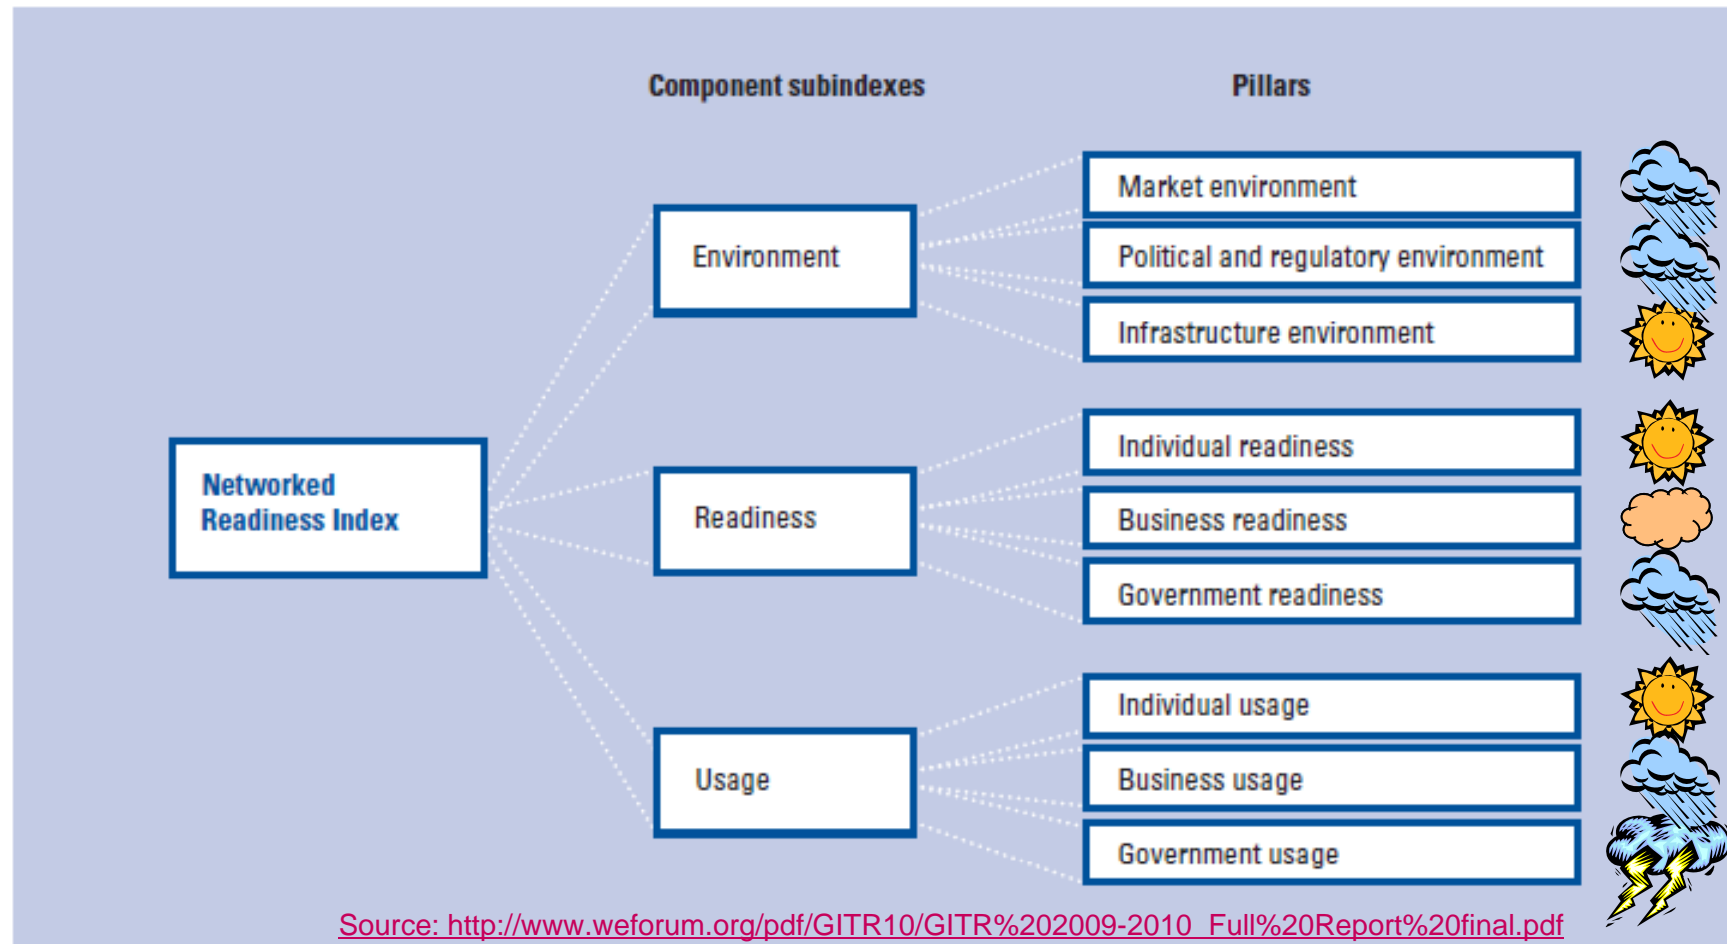 Component subindexes
Pillars
Market environment
Political and regulatory environment
Environment
Infrastructure environment
Individual readiness
Networked
Readiness Index
Readiness
Business readiness
Government readiness
Individual usage
Usage
Business usage
Government usage
Source: http://www.weforum.org/pdf/GITR10/GITR%202009-2010_Full%20Report%20final.pdf